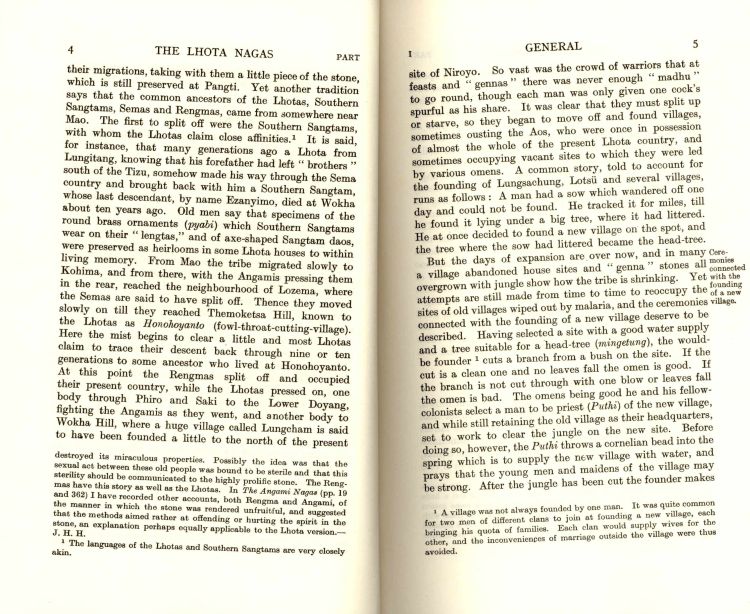 4 THE LHOTA NAGAS PART
their migrations, taking with them a little piece of the stone,
which is still preserved at Pangti. Yet another tradition
says that the common ancestors of the Lhotas, Southern
Sangtams, Semas and Rengmas, came from somewhere near
Mao. The first to split off were the Southern Sangtams,
with whom the Lhotas claim close affinities.¹ It is said,
for instance, that many generations ago a Lhota from
Lungitang, knowing that his forefather had left " brothers "
south of the Tizu, somehow made his way through the Sema
country and brought back with him a Southern Sangtam,
whose last descendant, by name Ezanyimo, died at Wokha
about ten years ago. Old men say that specimens of the
round brass ornaments (pyabi) which Southern Sangtams
wear on their " lengtas," and of axe-shaped Sangtam daos,
were preserved as heirlooms in some Lhota houses to within
living memory. From Mao the tribe migrated slowly to
Kohima, and from there, with the Angamis pressing them
in the rear, reached the neighbourhood of Lozema, where
the Semas are said to have split off. Thence they moved
slowly on till they reached Themoketsa Hill, known to
the Lhotas as Honohoyanto (fowl-throat-cutting-village).
Here the mist begins to clear a little and most Lhotas
claim to trace their descent back through nine or ten
generations to some ancestor who lived at Honohoyanto.
At this point the Rengmas split off and occupied
their present country, while the Lhotas pressed on, one
body through Phiro and Saki to the Lower Doyang,
fighting the Angamis as they went, and another body to
Wokha Hill, where a huge village called Lungcham is said
to have been founded a little to the north of the present
destroyed its miraculous properties. Possibly the idea was that the
sexual act between these old people was bound to be sterile and that this
sterility should be communicated to the highly prolific stone. The Reng-
mas have this story as well as the Lhotas. In The Angami Nagas (pp. 19
and 362) I have recorded other accounts, both Rengma and Angami, of
the manner in which the stone was rendered unfruitful, and suggested
that the methods aimed rather at offending or hurting the spirit in the
stone, an explanation perhaps equally applicable to the Lhota version.—
J. H. H.
¹ The languages of the Lhotas and Southern Sangtams are very closely
akin.
I GENERAL 5
site of Niroyo. So vast was the crowd of warriors that at
feasts and " gennas " there was never enough " madhu "
to go round, though each man was only given one cock's
spurful as his share. It was clear that they must split up
or starve, so they began to move off and found villages,
sometimes ousting the Aos, who were once in possession
of almost the whole of the present Lhota country, and
sometimes occupying vacant sites to which they were led
by various omens. A common story, told to account for
the founding of Lungsachung, Lotsü and several villages,
runs as follows : A man had a sow which wandered off one
day and could not be found. He tracked it for miles, till
he found it lying under a big tree, where it had littered.
He at once decided to found a new village on the spot, and
the tree where the sow had littered became the head-tree.
But the days of expansion are over now, and in many
a village abandoned house sites and " genna " stones all
overgrown with jungle show how the tribe is shrinking. Yet
attempts are still made from time to time to reoccupy the
sites of old villages wiped out by malaria, and the ceremonies
connected with the founding of a new village deserve to be
described. Having selected a site with a good water supply
and a tree suitable for a head-tree (mingetung), the would-
be founder ¹ cuts a branch from a bush on the site. If the
cut is a clean one and no leaves fall the omen is good. If
the branch is not cut through with one blow or leaves fall
the omen is bad. The omens being good he and his fellow-
colonists select a man to be priest (Puthi) of the new village,
and while still retaining the old village as their headquarters,
set to work to clear the jungle on the new site. Before
doing so, however, the Puthi throws a cornelian bead into the
spring which is to supply the new village with water, and
prays that the young men and maidens of the village may
be strong. After the jungle has been cut the founder makes
Cere-
monies
connected
with the
founding
of a new
village.
¹ A village was not always founded by one man. It was quite common
for two men of different clans to join at founding a new village, each
bringing his quota of families. Each clan would supply wives for the
other, and the inconveniences of marriage outside the village were thus
avoided.